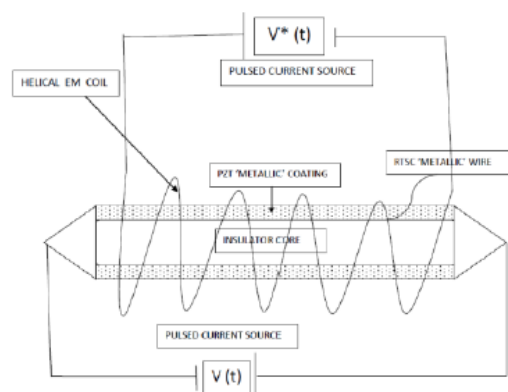 V* (t)
PULSED CURRENT SOURCE
HELICAL EM COIL
RTSC 'METALLIC' WIRE
PZT 'METALLIC' COATING
INSULATOR CORE
PULSED CURRENT SOURCE
V (t)